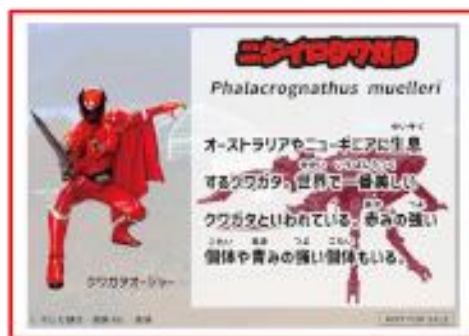 ニジイロクワガタ
Phalacrognathus muelleri
オーストラリアやニューギニアに生息
するクワガタ。世界で一番美しい
クワガタといわれている。赤みの強い
個体や青みの強い個体もいる。
クワガタオージャー